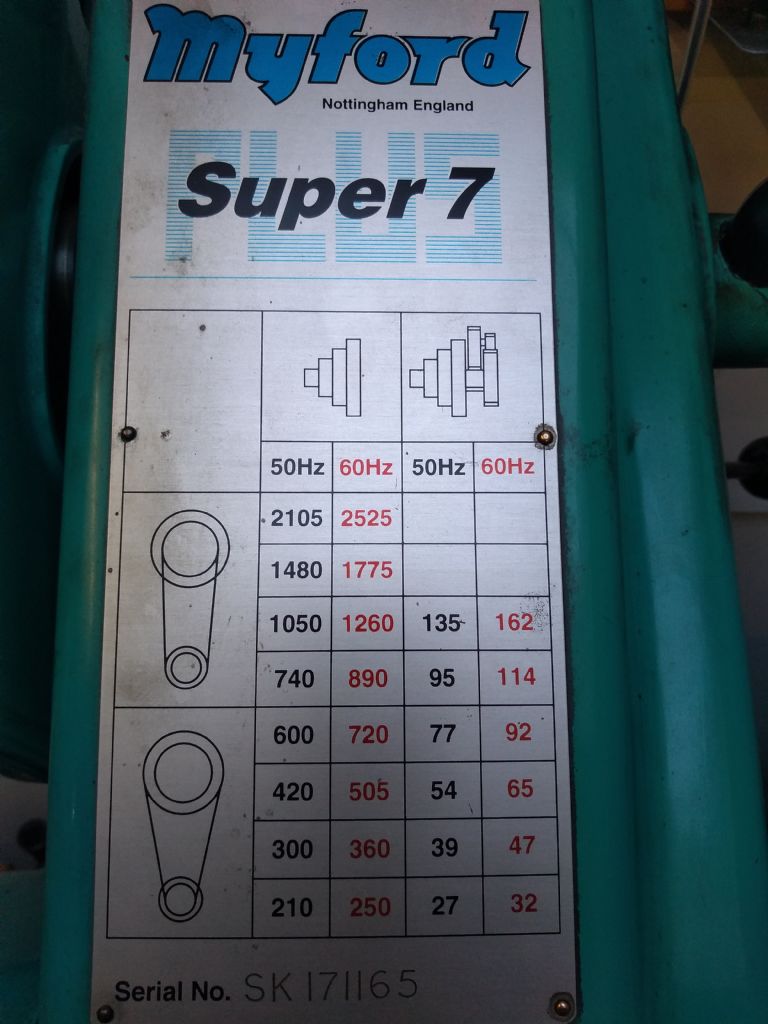 Myford
Nottingham England
PLUS
Super 7
50Hz 60Hz 50Hz 60Hz
2105 2525
1480 1775
1050 1260 135 162
740 890 95 114
600 720 77 92
420 505 54 65
300 360 39 47
210 250 27 32
Serial No. SK 171165